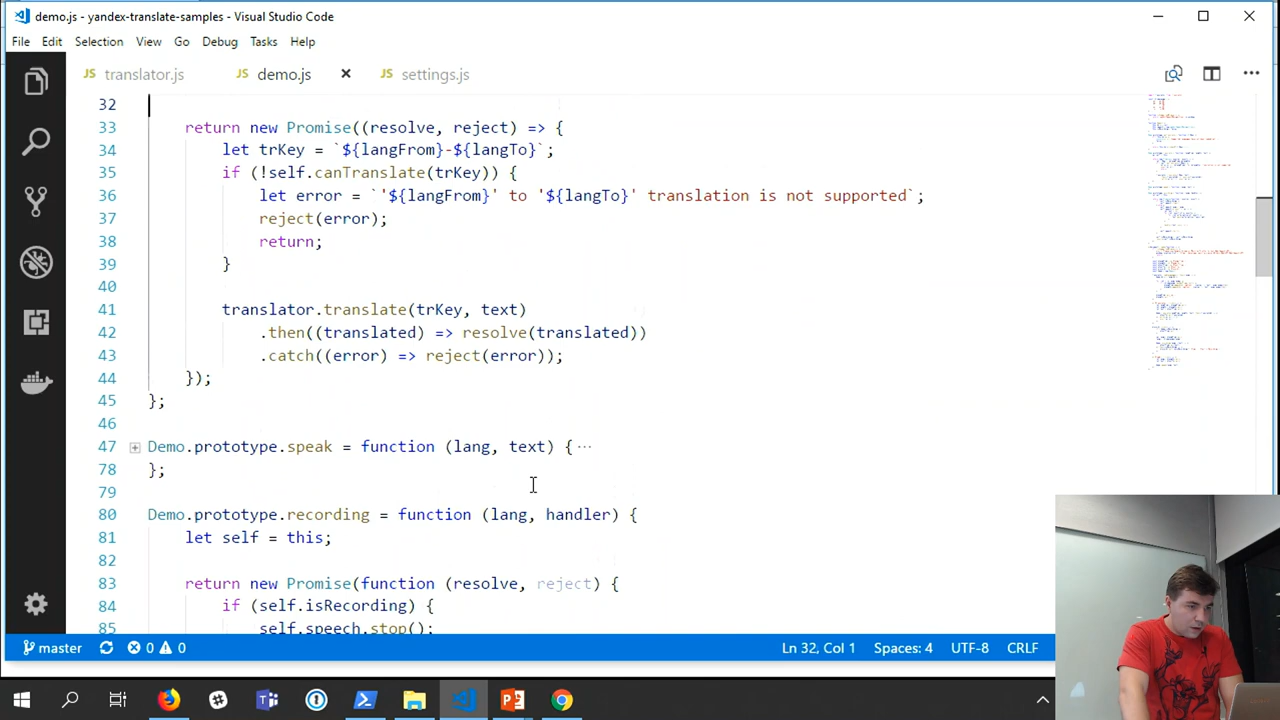 demo.js - yandex-translate-samples - Visual Studio Code
File Edit Selection View Go Debug Tasks Help
JS translator.js JS demo.js JS settings.js
32
33 return new Promise((resolve, reject) => {
34 let trKey = `${langFrom}-${langTo}`;
35 if (!self.canTranslate(trKey)) {
36 let error = `'${langFrom}' to '${langTo}' translation is not supported`;
37 reject(error);
38 return;
39 }
40
41 translator.translate(trKey, text)
42 .then((translated) => resolve(translated))
43 .catch((error) => reject(error));
44 });
45 };
46
47 Demo.prototype.speak = function (lang, text) {
78 };
79
80 Demo.prototype.recording = function (lang, handler) {
81 let self = this;
82
83 return new Promise(function (resolve, reject) {
84 if (self.isRecording) {
85 self.speech.stop();
master 0 0 Ln 32, Col 1 Spaces: 4 UTF-8 CRLF